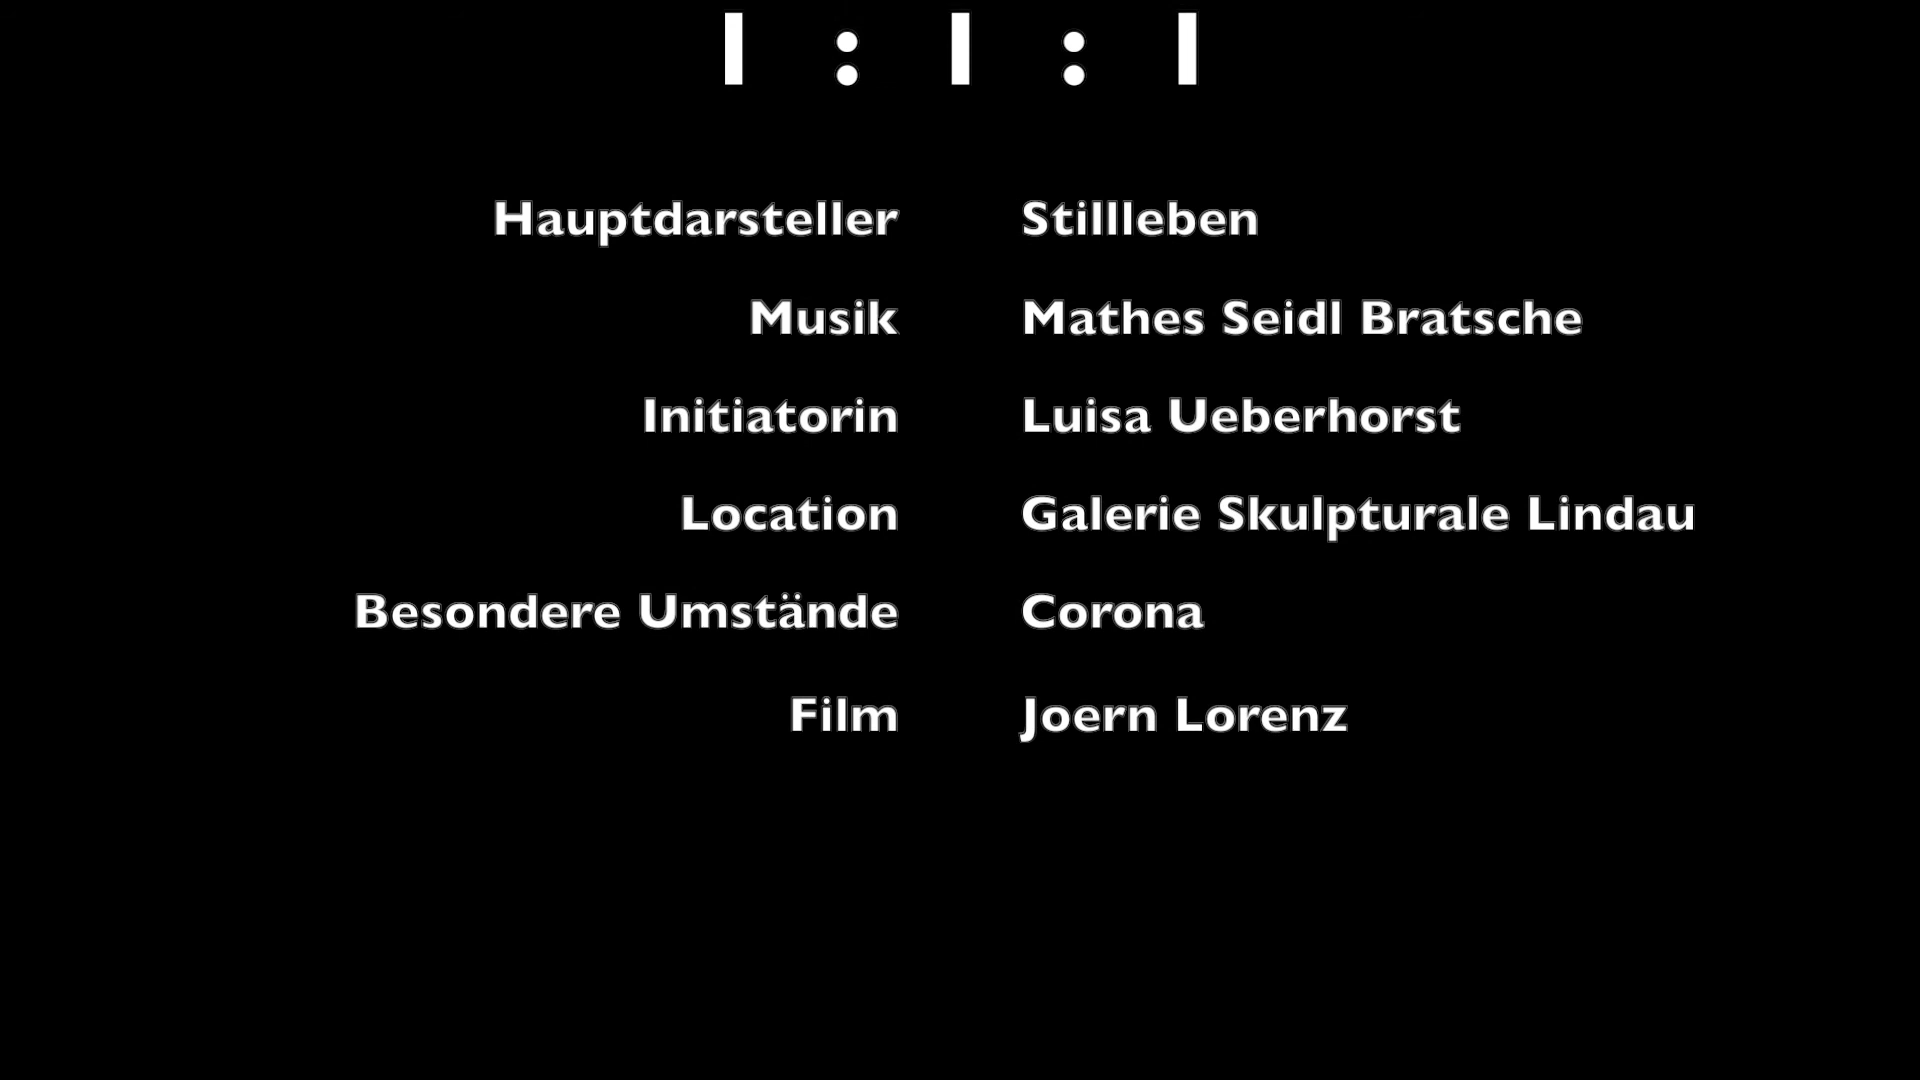 1 : 1 : 1
Hauptdarsteller Stillleben
Musik Mathes Seidl Bratsche
Initiatorin Luisa Ueberhorst
Location Galerie Skulpturale Lindau
Besondere Umstände Corona
Film Joern Lorenz